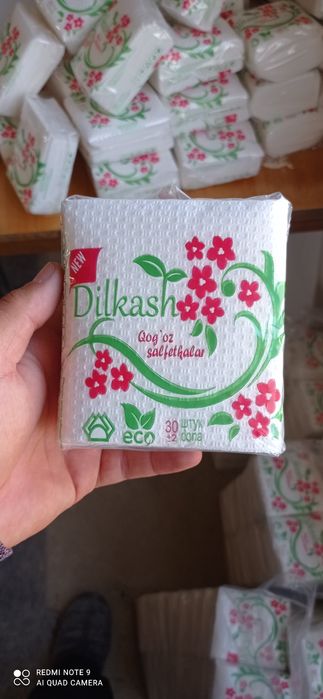 NEW
Dilkash
Qog'oz
salfetkalar
eco
30 ШТУК
±2 dona
REDMI NOTE 9
AI QUAD CAMERA